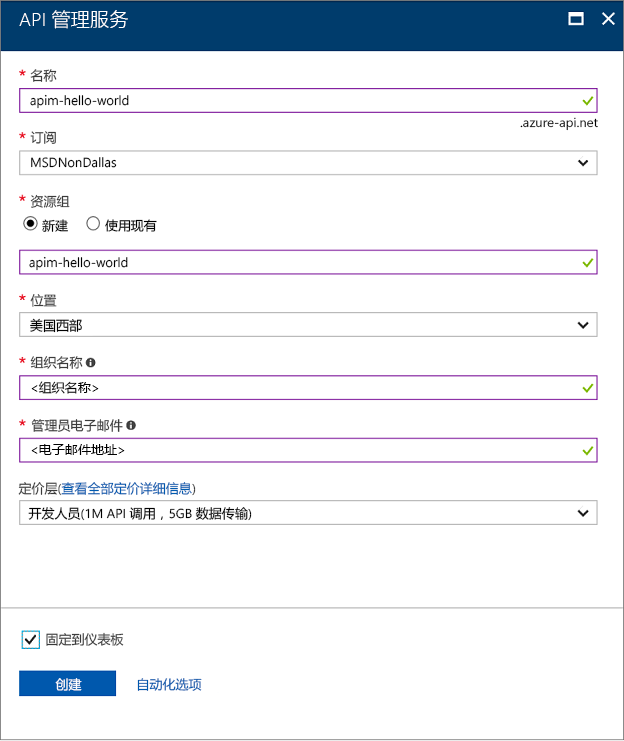 API 管理服务
* 名称
apim-hello-world
.azure-api.net
* 订阅
MSDNonDallas
* 资源组
新建 使用现有
apim-hello-world
* 位置
美国西部
* 组织名称
<组织名称>
* 管理员电子邮件
<电子邮件地址>
定价层(查看全部定价详细信息)
开发人员(1M API 调用，5GB 数据传输)
固定到仪表板
创建 自动化选项